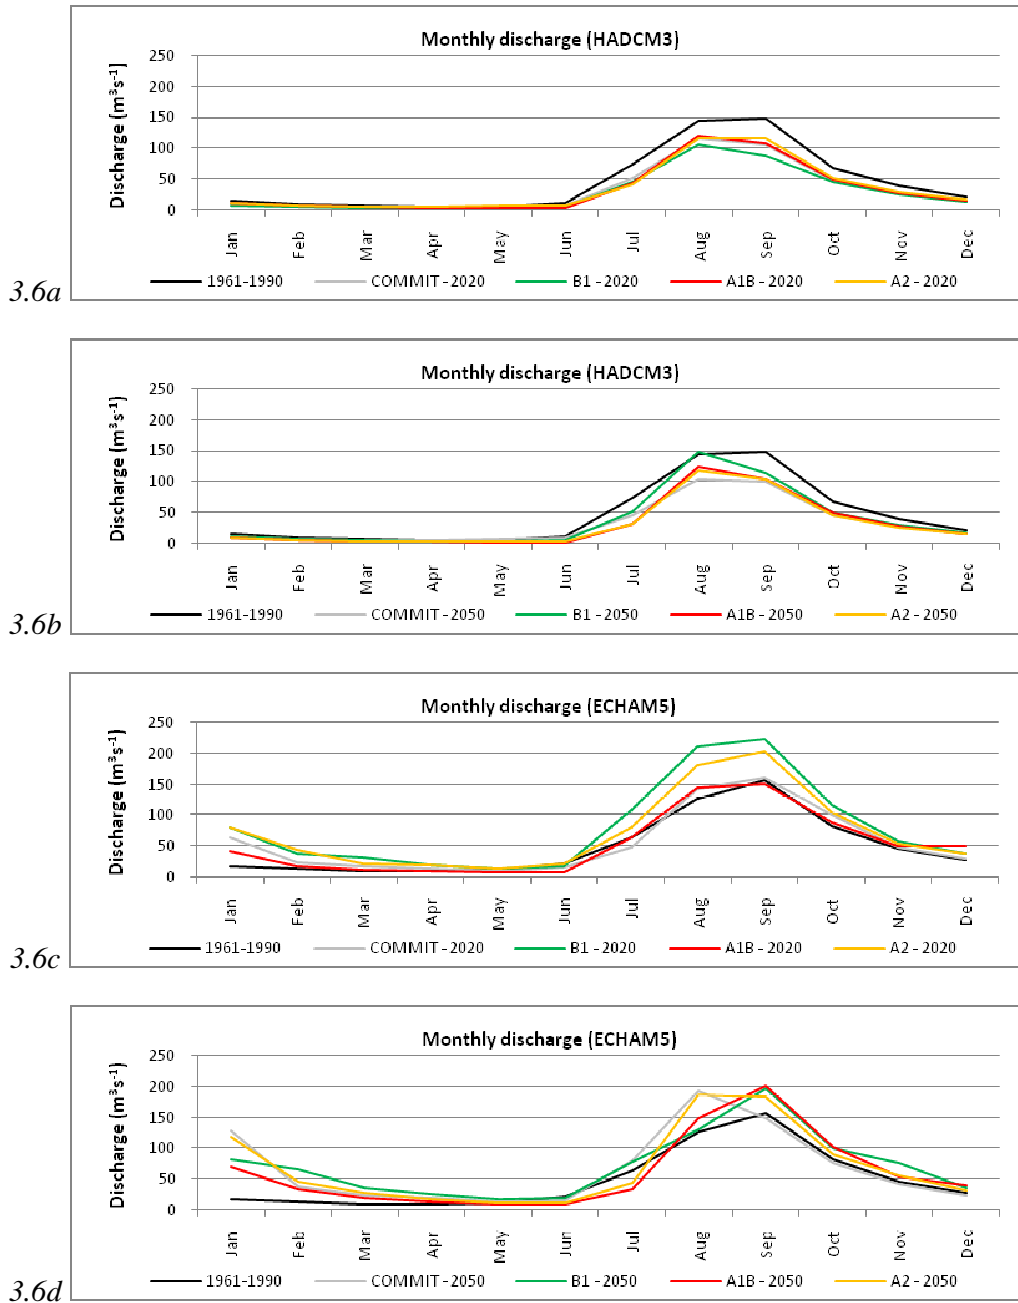 Monthly discharge (HADCM3)
Discharge (m³s⁻¹)
250
200
150
100
50
0
Jan Feb Mar Apr May Jun Jul Aug Sep Oct Nov Dec
1961-1990 COMMIT - 2020 B1 - 2020 A1B - 2020 A2 - 2020
3.6a
Monthly discharge (HADCM3)
Discharge (m³s⁻¹)
250
200
150
100
50
0
Jan Feb Mar Apr May Jun Jul Aug Sep Oct Nov Dec
1961-1990 COMMIT - 2050 B1 - 2050 A1B - 2050 A2 - 2050
3.6b
Monthly discharge (ECHAM5)
Discharge (m³s⁻¹)
250
200
150
100
50
0
Jan Feb Mar Apr May Jun Jul Aug Sep Oct Nov Dec
1961-1990 COMMIT - 2020 B1 - 2020 A1B - 2020 A2 - 2020
3.6c
Monthly discharge (ECHAM5)
Discharge (m³s⁻¹)
250
200
150
100
50
0
Jan Feb Mar Apr May Jun Jul Aug Sep Oct Nov Dec
1961-1990 COMMIT - 2050 B1 - 2050 A1B - 2050 A2 - 2050
3.6d